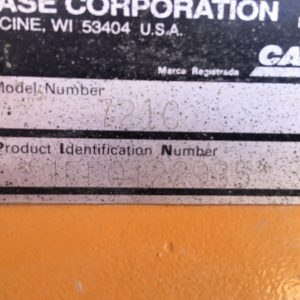 ASE CORPORATION
CINE, WI 53404 U.S.A.
Marca Registrada
CA
Model Number
721C
Product Identification Number